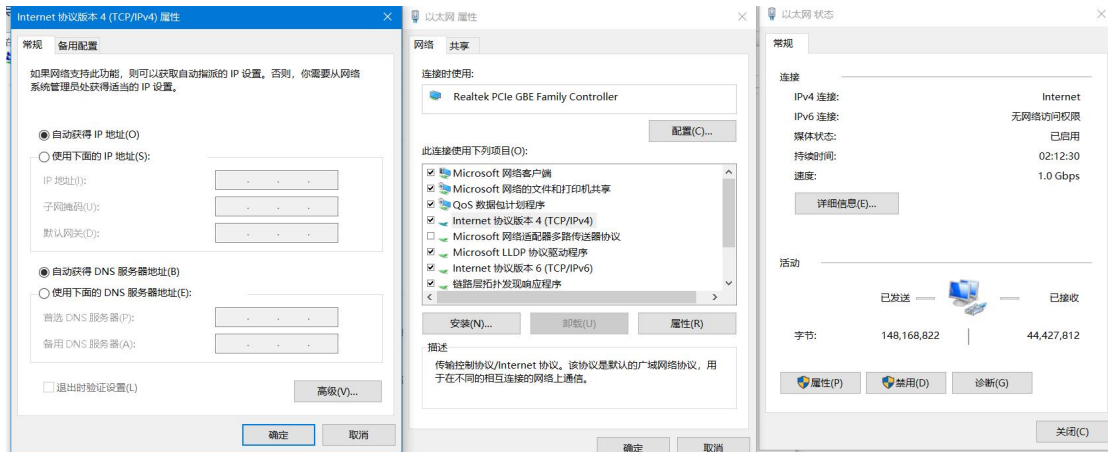 Internet 协议版本 4 (TCP/IPv4) 属性
常规
备用配置
如果网络支持此功能，则可以获取自动指派的 IP 设置。否则，你需要从网络
系统管理员处获得适当的 IP 设置。
自动获得 IP 地址(O)
使用下面的 IP 地址(S):
IP 地址(I):
子网掩码(U):
默认网关(D):
自动获得 DNS 服务器地址(B)
使用下面的 DNS 服务器地址(E):
首选 DNS 服务器(P):
备用 DNS 服务器(A):
退出时验证设置(L)
高级(V)...
确定
取消
以太网 属性
网络
共享
连接时使用:
Realtek PCIe GBE Family Controller
配置(C)...
此连接使用下列项目(O):
Microsoft 网络客户端
Microsoft 网络的文件和打印机共享
QoS 数据包计划程序
Internet 协议版本 4 (TCP/IPv4)
Microsoft 网络适配器多路传送器协议
Microsoft LLDP 协议驱动程序
Internet 协议版本 6 (TCP/IPv6)
链路层拓扑发现响应程序
安装(N)...
卸载(U)
属性(R)
描述
传输控制协议/Internet 协议。该协议是默认的广域网络协议，用
于在不同的相互连接的网络上通信。
确定
取消
以太网 状态
常规
连接
IPv4 连接: Internet
IPv6 连接: 无网络访问权限
媒体状态: 已启用
持续时间: 02:12:30
速度: 1.0 Gbps
详细信息(E)...
活动
已发送 已接收
字节: 148,168,822 44,427,812
属性(P)
禁用(D)
诊断(G)
关闭(C)